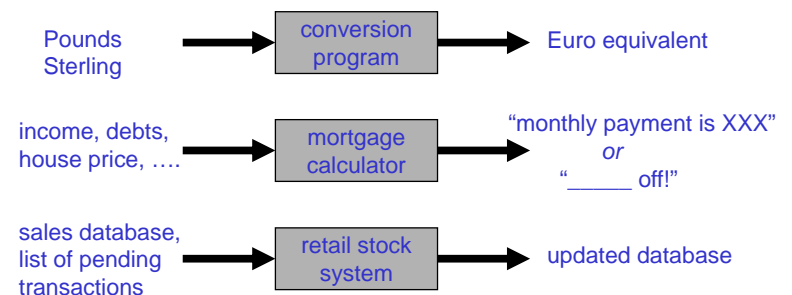 Pounds
Sterling
conversion
program
Euro equivalent
income, debts,
house price, ….
mortgage
calculator
“monthly payment is XXX”
or
“_____ off!”
sales database,
list of pending
transactions
retail stock
system
updated database